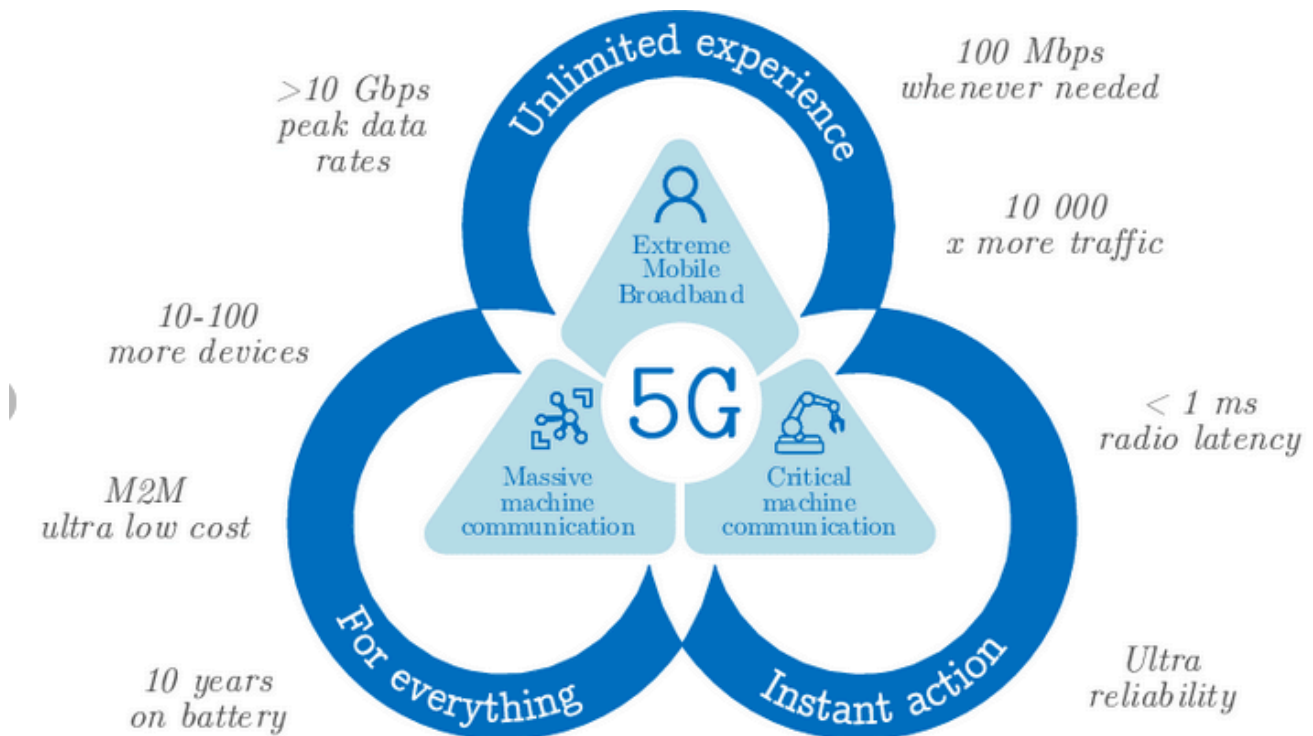 Unlimited experience
>10 Gbps
peak data
rates
100 Mbps
whenever needed
10 000
x more traffic
Extreme
Mobile
Broadband
5G
10-100
more devices
M2M
ultra low cost
10 years
on battery
Massive
machine
communication
For everything
Critical
machine
communication
Instant action
< 1 ms
radio latency
Ultra
reliability